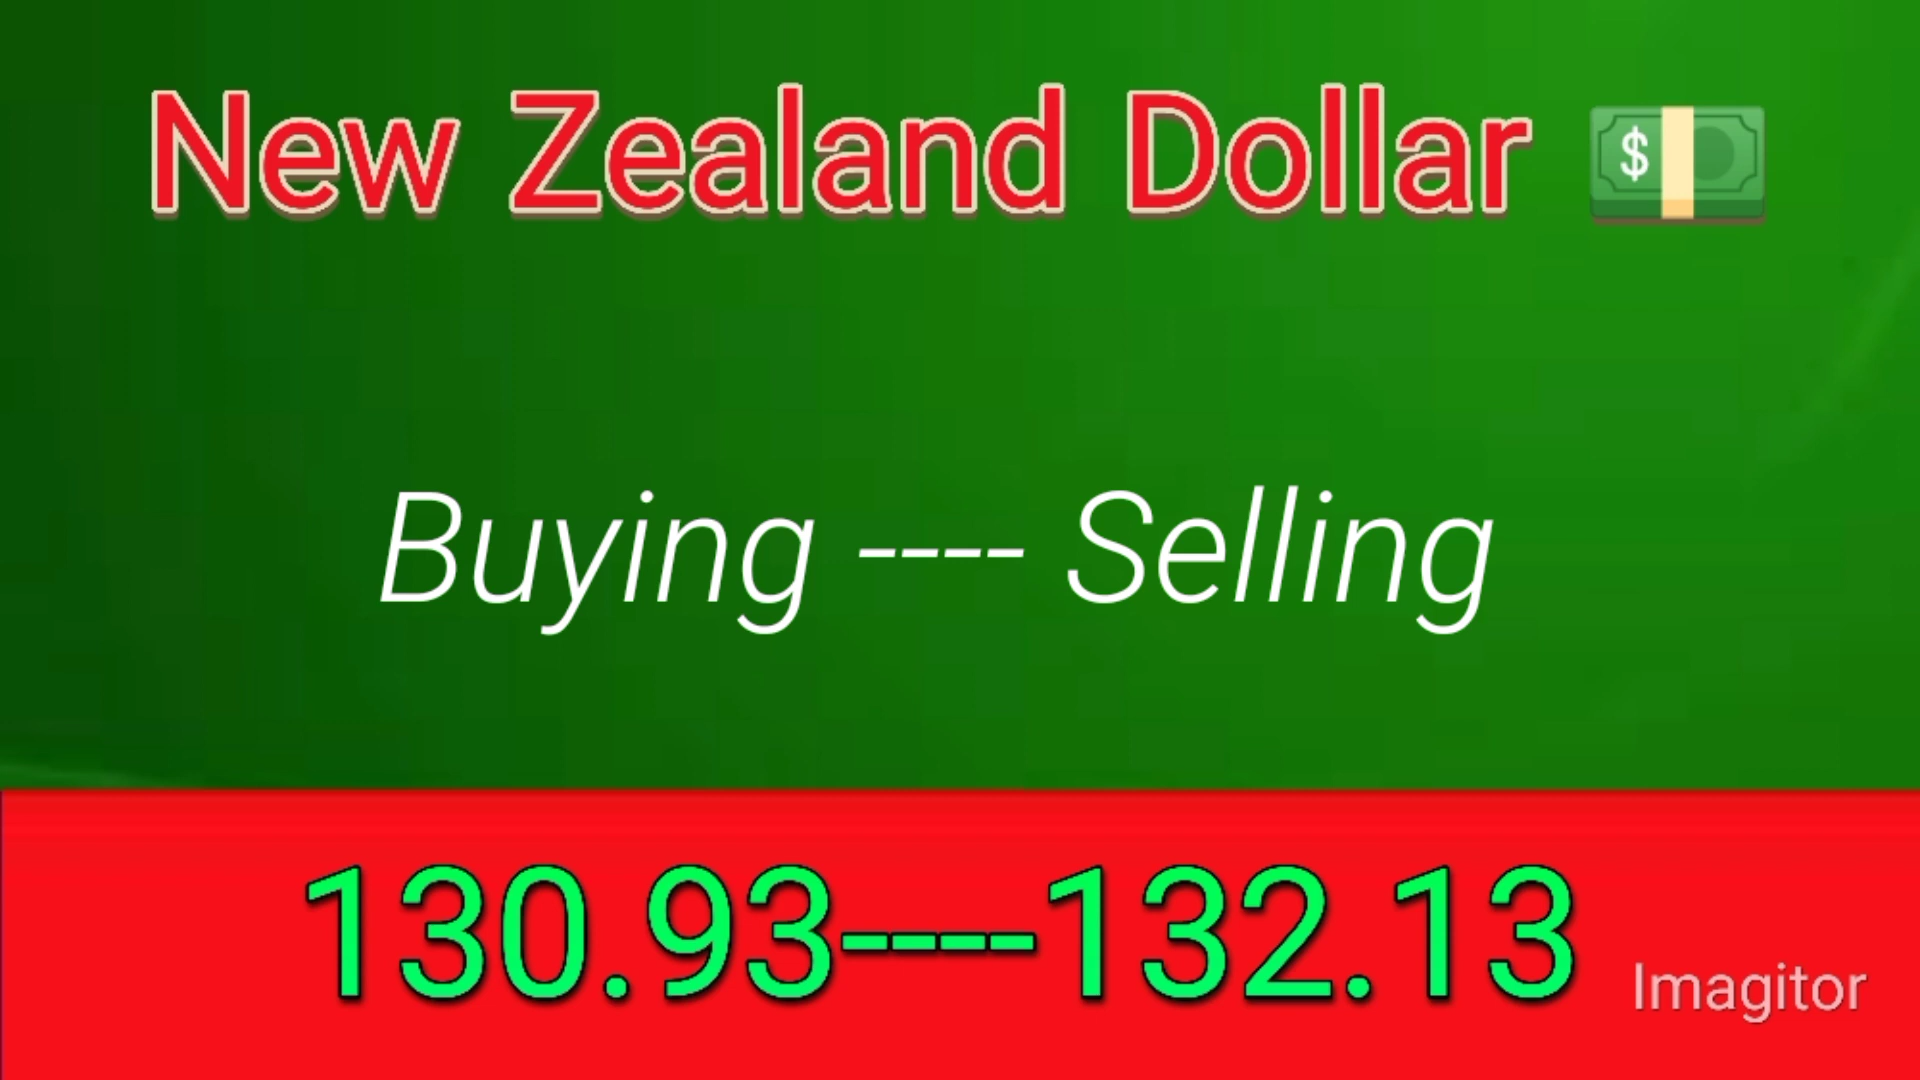 New Zealand Dollar 💵
Buying ---- Selling
130.93----132.13
Imagitor